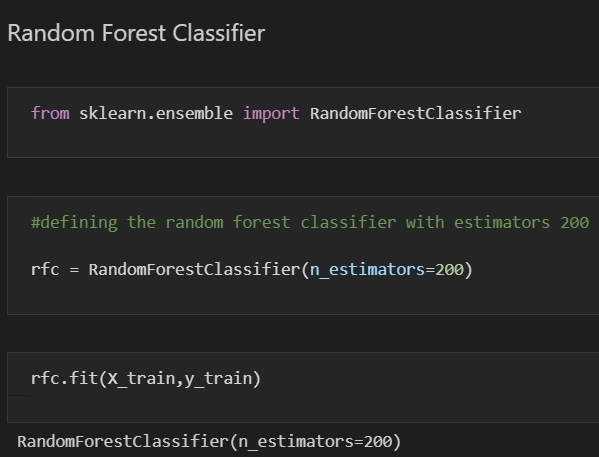 Random Forest Classifier
from sklearn.ensemble import RandomForestClassifier
#defining the random forest classifier with estimators 200
rfc = RandomForestClassifier(n_estimators=200)
rfc.fit(X_train,y_train)
RandomForestClassifier(n_estimators=200)